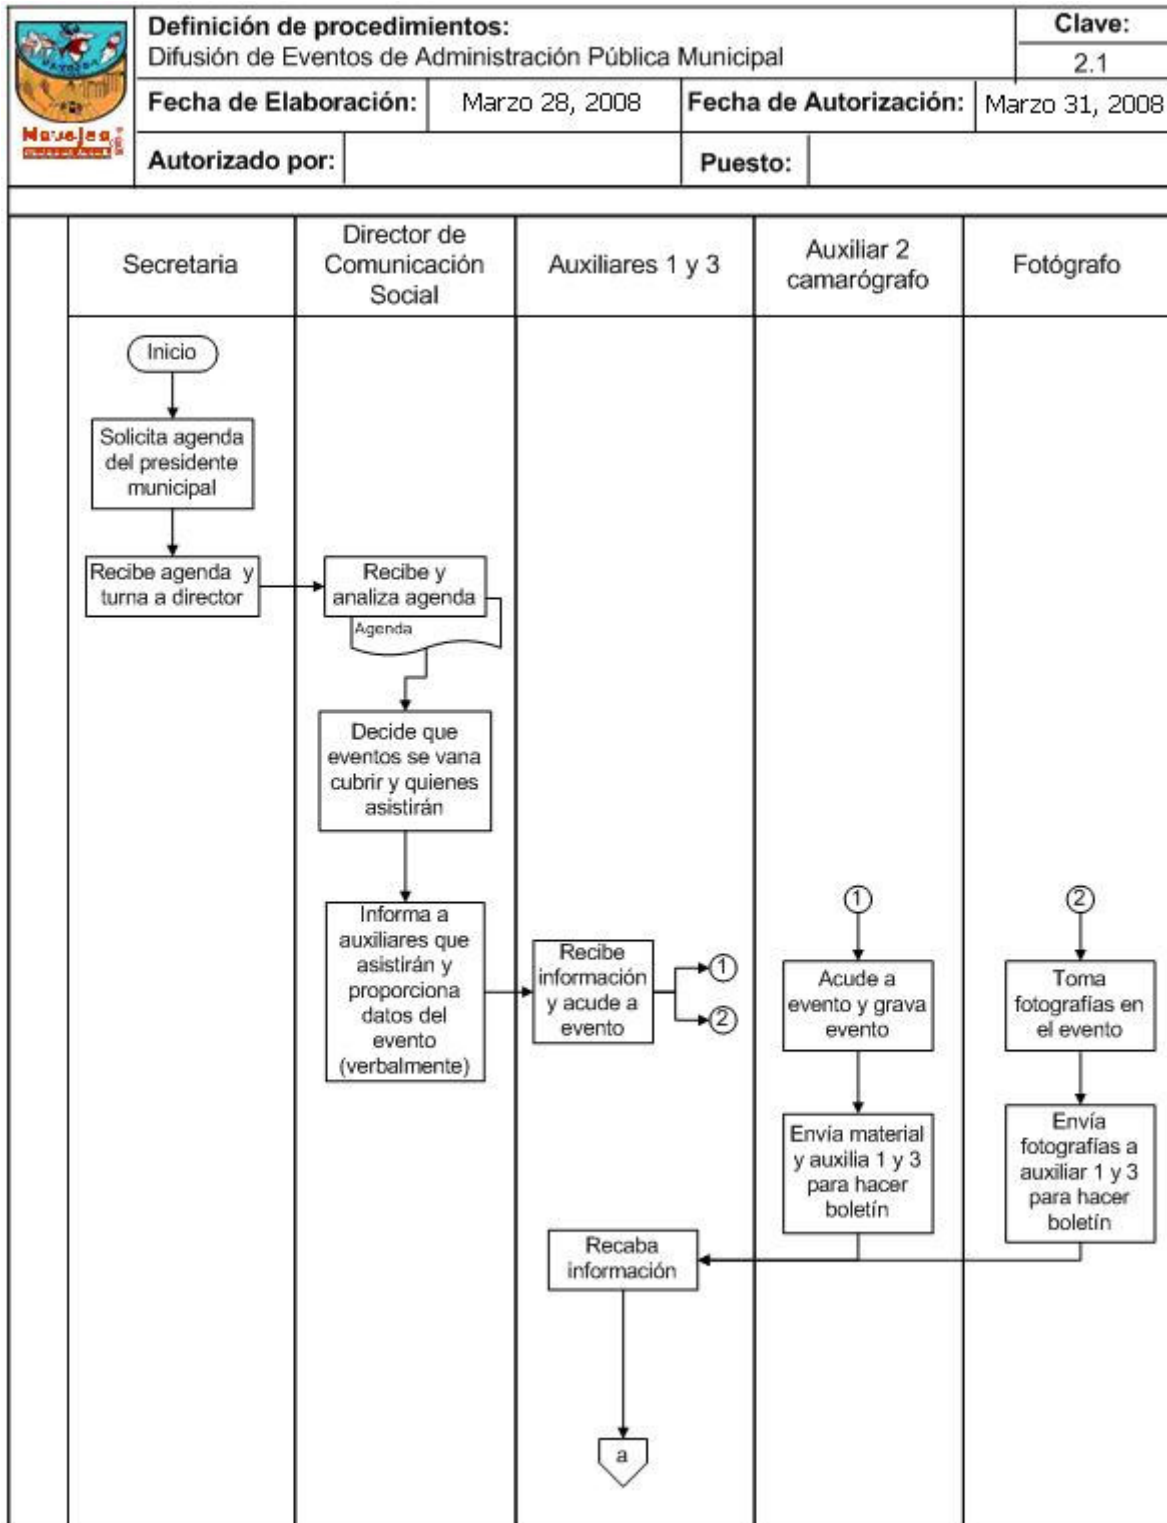 Definición de procedimientos:
Difusión de Eventos de Administración Pública Municipal
Clave:
2.1
Fecha de Elaboración:
Marzo 28, 2008
Fecha de Autorización:
Marzo 31, 2008
Autorizado por:
Puesto:
Secretaria
Director de
Comunicación
Social
Auxiliares 1 y 3
Auxiliar 2
camarógrafo
Fotógrafo
Inicio
Solicita agenda
del presidente
municipal
Recibe agenda y
turna a director
Recibe y
analiza agenda
Agenda
Decide que
eventos se vana
cubrir y quienes
asistirán
Informa a
auxiliares que
asistirán y
proporciona
datos del
evento
(verbalmente)
Recibe
información
y acude a
evento
1
2
1
Acude a
evento y grava
evento
Envía material
y auxilia 1 y 3
para hacer
boletín
2
Toma
fotografías en
el evento
Envía
fotografías a
auxiliar 1 y 3
para hacer
boletín
Recaba
información
a